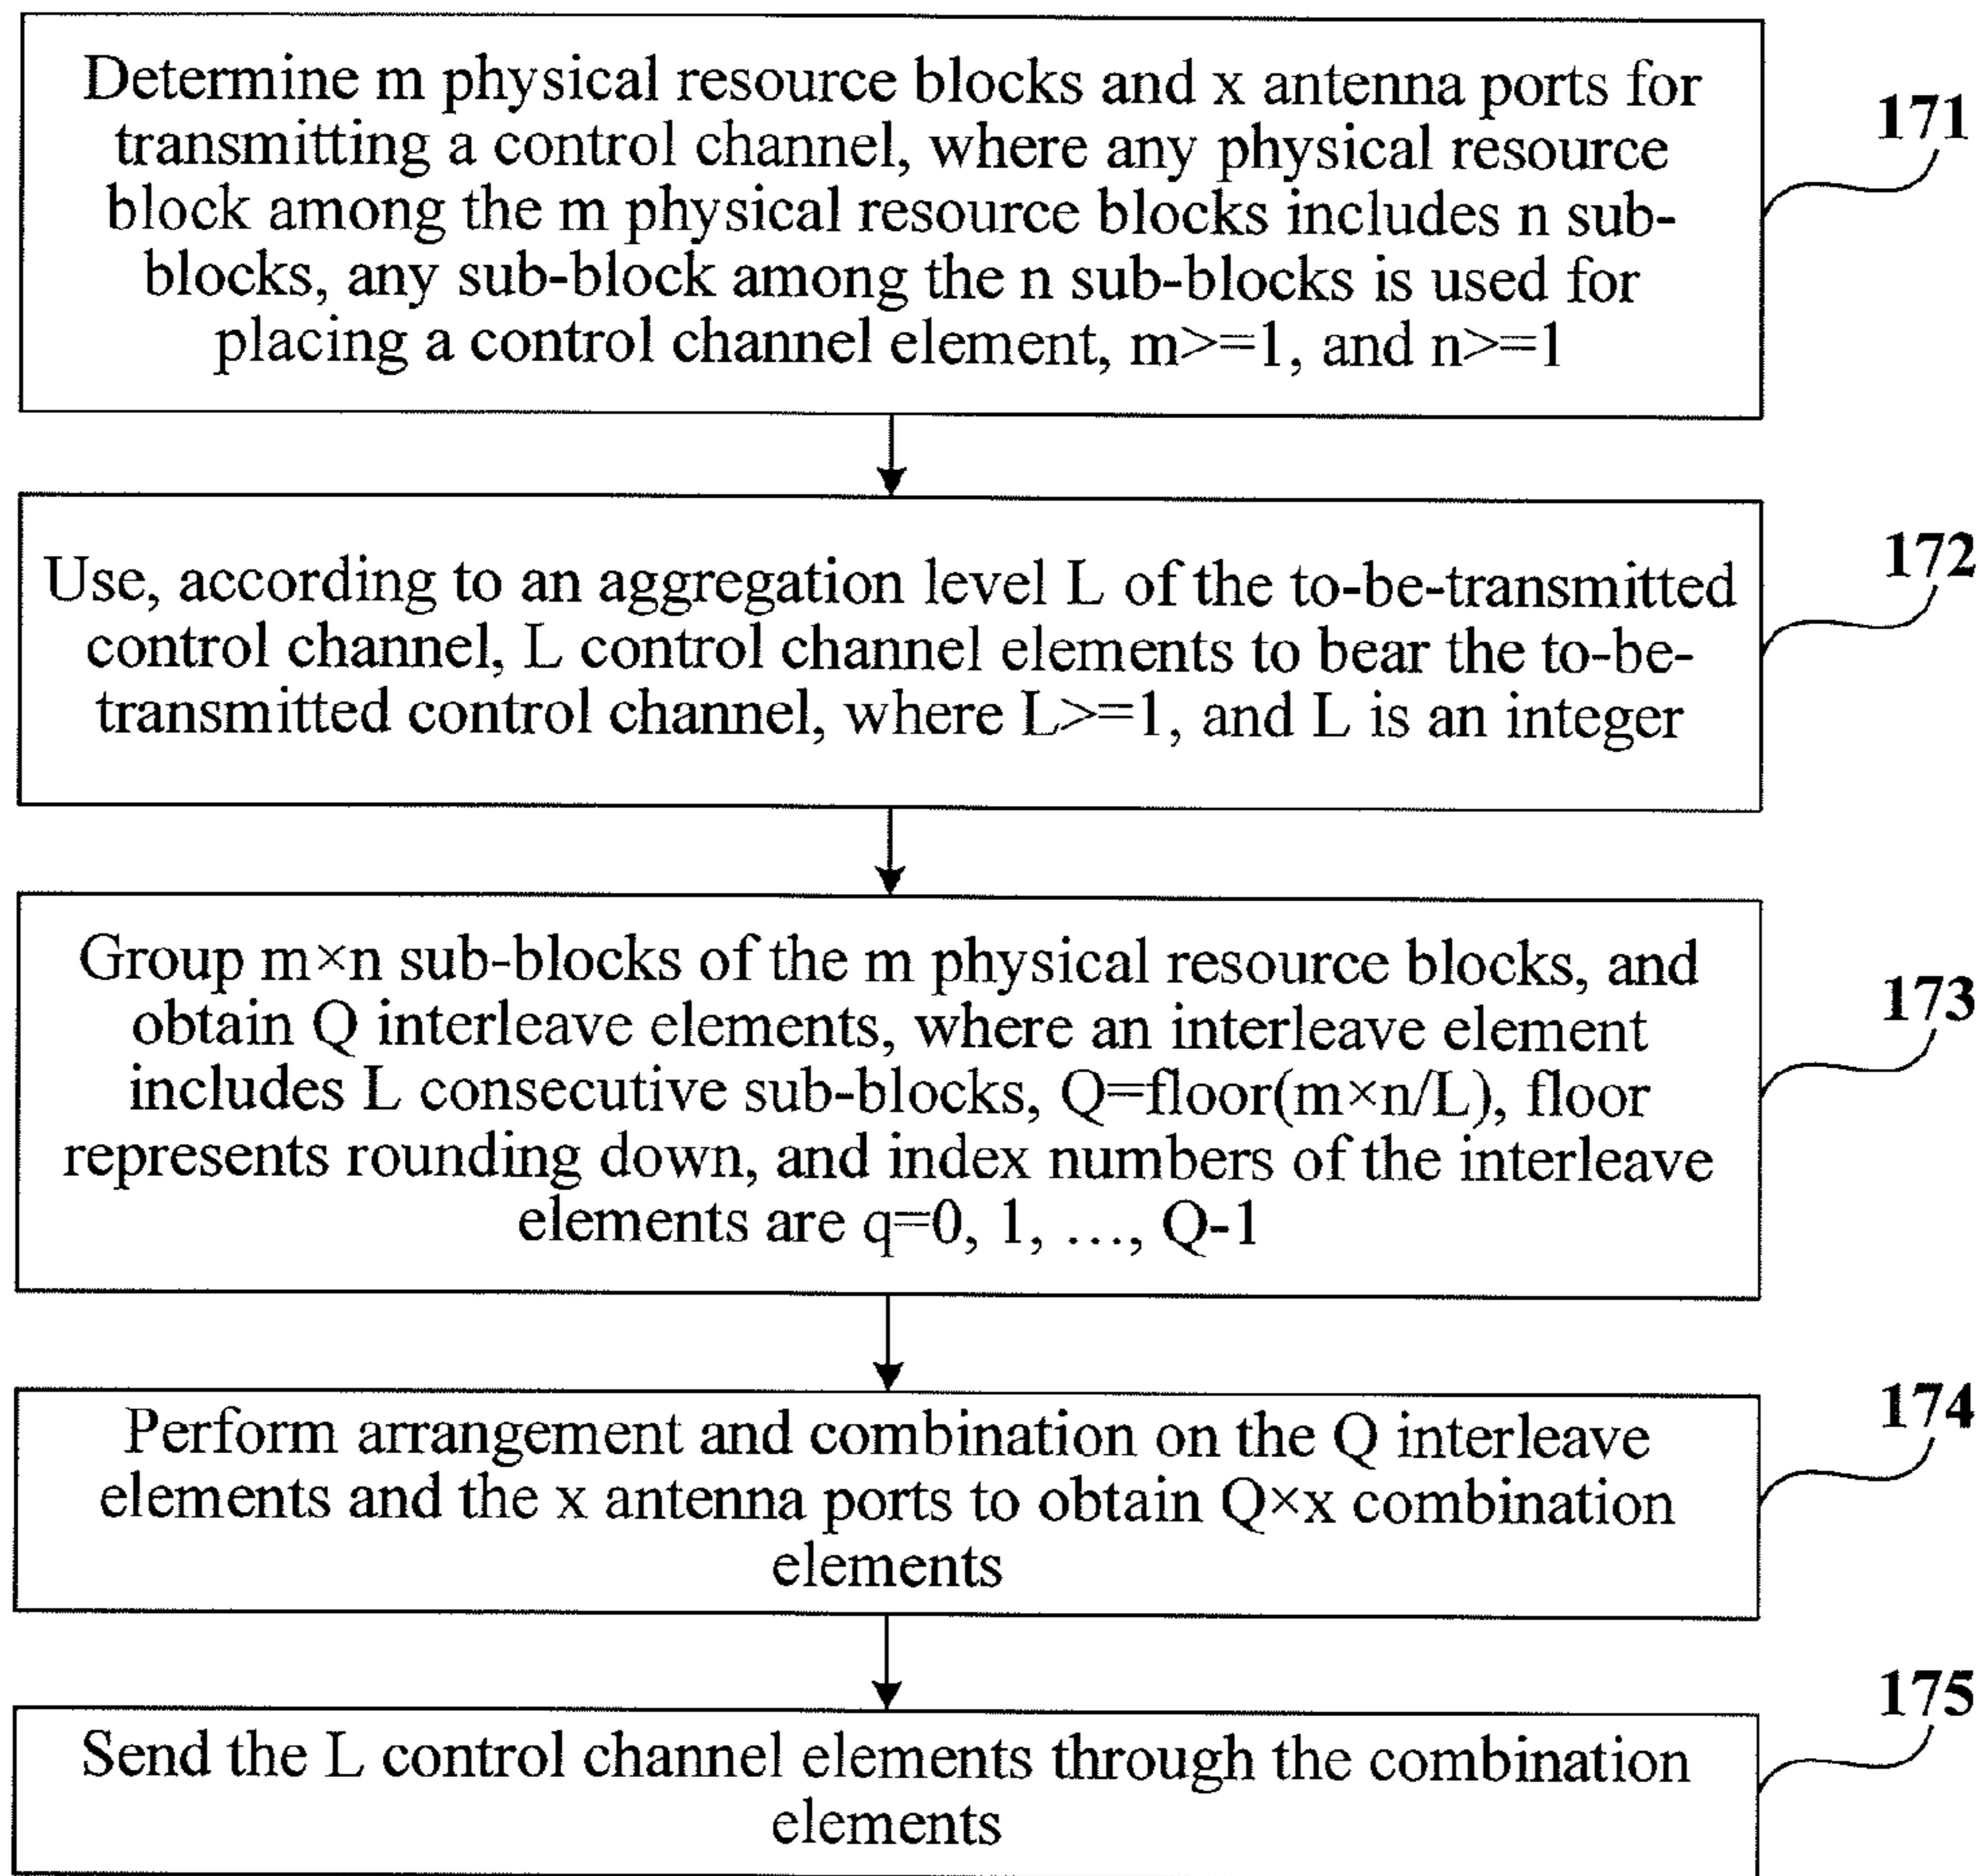 Determine m physical resource blocks and x antenna ports for
transmitting a control channel, where any physical resource
block among the m physical resource blocks includes n sub-
blocks, any sub-block among the n sub-blocks is used for
placing a control channel element, m>=1, and n>=1
171
Use, according to an aggregation level L of the to-be-transmitted
control channel, L control channel elements to bear the to-be-
transmitted control channel, where L>=1, and L is an integer
172
Group m×n sub-blocks of the m physical resource blocks, and
obtain Q interleave elements, where an interleave element
includes L consecutive sub-blocks, Q=floor(m×n/L), floor
represents rounding down, and index numbers of the interleave
elements are q=0, 1, …, Q-1
173
Perform arrangement and combination on the Q interleave
elements and the x antenna ports to obtain Q×x combination
elements
174
Send the L control channel elements through the combination
elements
175